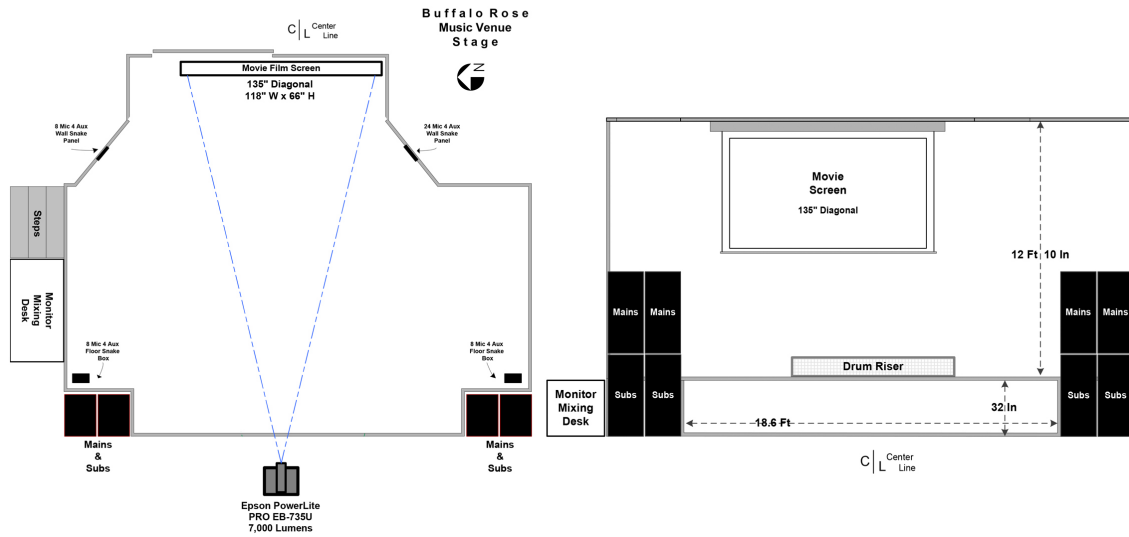 Buffalo Rose
Music Venue
Stage
N
C L Center
Line
Movie Film Screen
135" Diagonal
118" W x 66" H
8 Mic 4 Aux
Wall Snake
Panel
24 Mic 4 Aux
Wall Snake
Panel
Steps
Monitor
Mixing
Desk
8 Mic 4 Aux
Floor Snake
Box
8 Mic 4 Aux
Floor Snake
Box
Mains
&
Subs
Mains
&
Subs
Epson PowerLite
PRO EB-735U
7,000 Lumens
Movie
Screen
135" Diagonal
12 Ft 10 In
Mains
Mains
Mains
Mains
Drum Riser
Subs
Subs
Subs
Subs
Monitor
Mixing
Desk
32 In
18.6 Ft
C L Center
Line